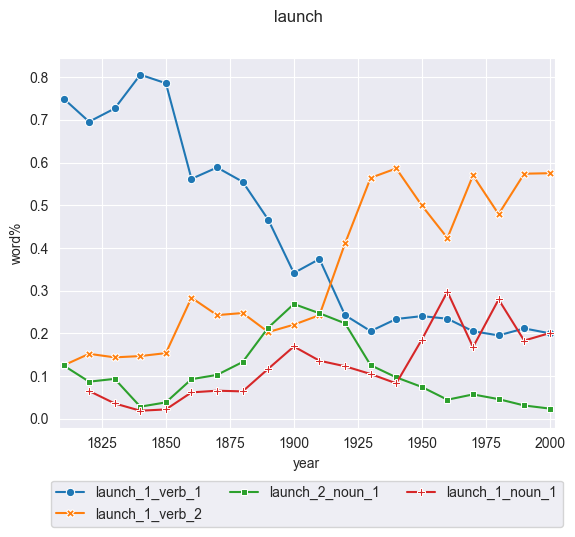 launch
0.8
0.7
0.6
0.5
0.4
0.3
0.2
0.1
0.0
word%
1825 1850 1875 1900 1925 1950 1975 2000
year
launch_1_verb_1 launch_2_noun_1 launch_1_noun_1
launch_1_verb_2